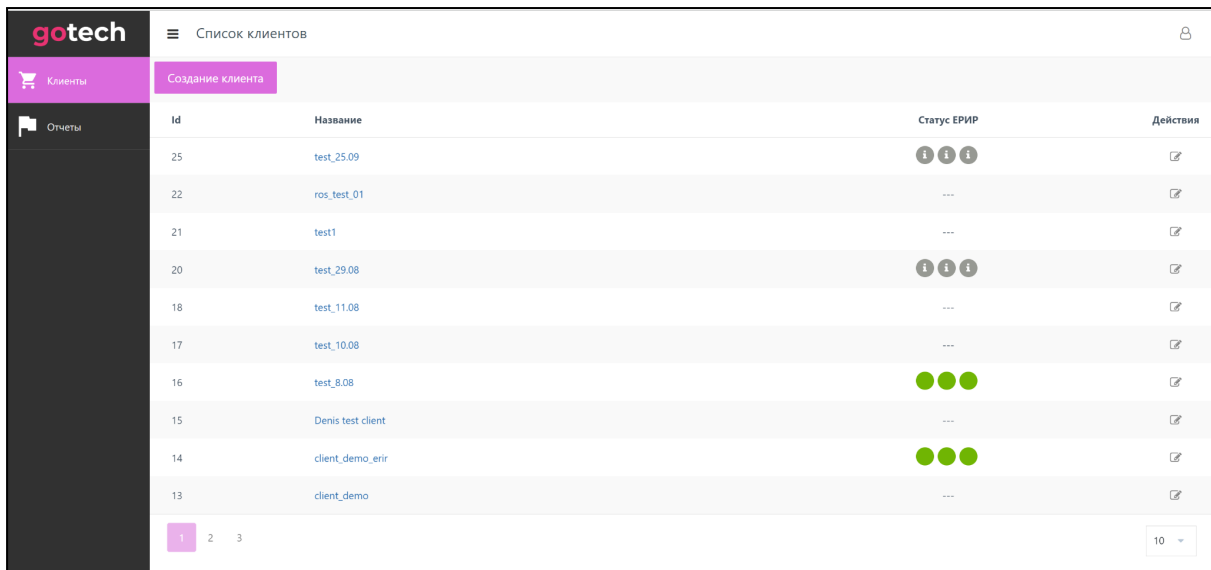 gotech
Список клиентов
Клиенты
Отчеты
Создание клиента
Id Название Статус ЕРИР Действия
25 test_25.09
22 ros_test_01 ---
21 test1 ---
20 test_29.08
18 test_11.08 ---
17 test_10.08 ---
16 test_8.08
15 Denis test client ---
14 client_demo_erir
13 client_demo ---
1 2 3
10